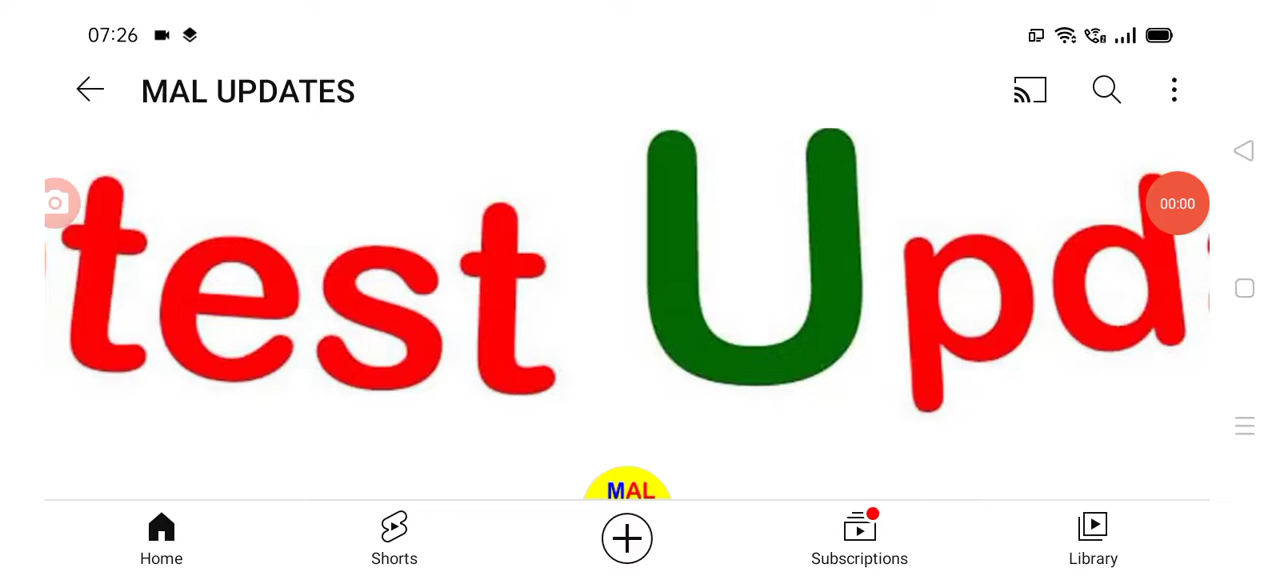 07:26
MAL UPDATES
test Upd
00:00
MAL
Home
Shorts
Subscriptions
Library